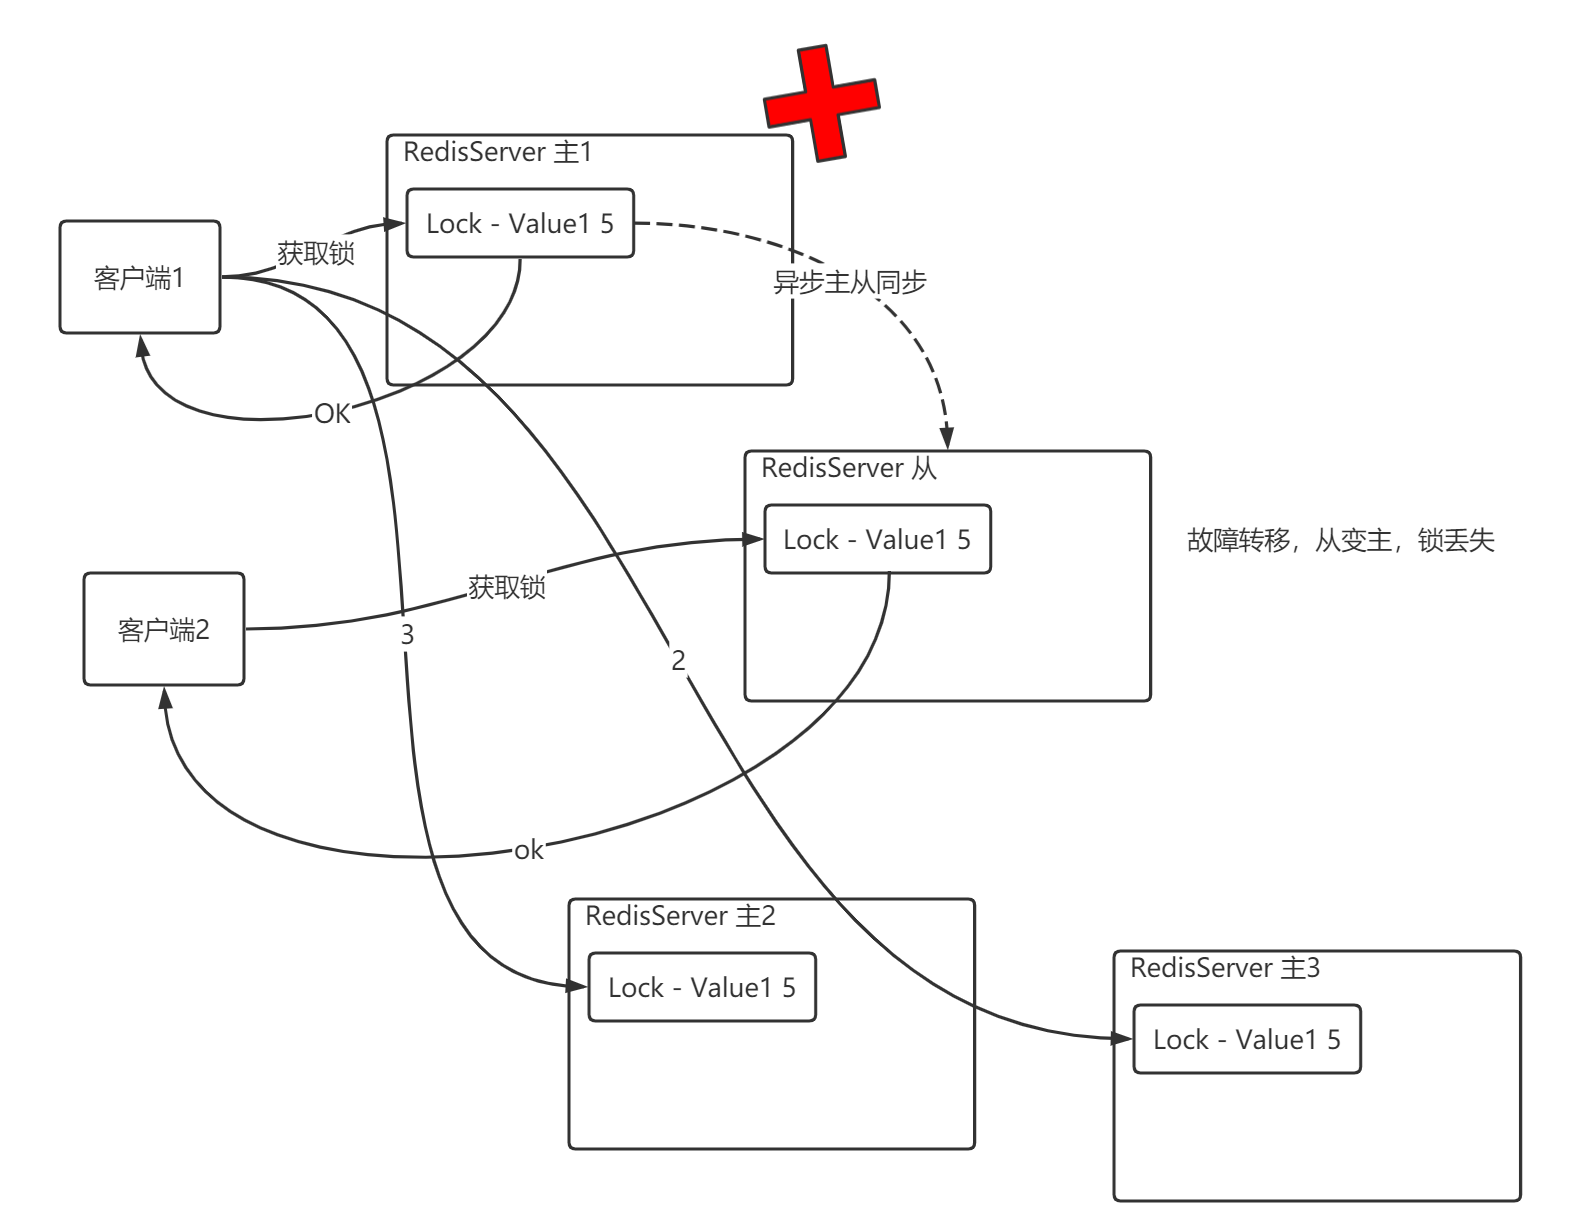 RedisServer 主1
Lock - Value1 5
获取锁
客户端1
异步主从同步
OK
RedisServer 从
Lock - Value1 5
故障转移，从变主，锁丢失
获取锁
客户端2
3
2
ok
RedisServer 主2
Lock - Value1 5
RedisServer 主3
Lock - Value1 5